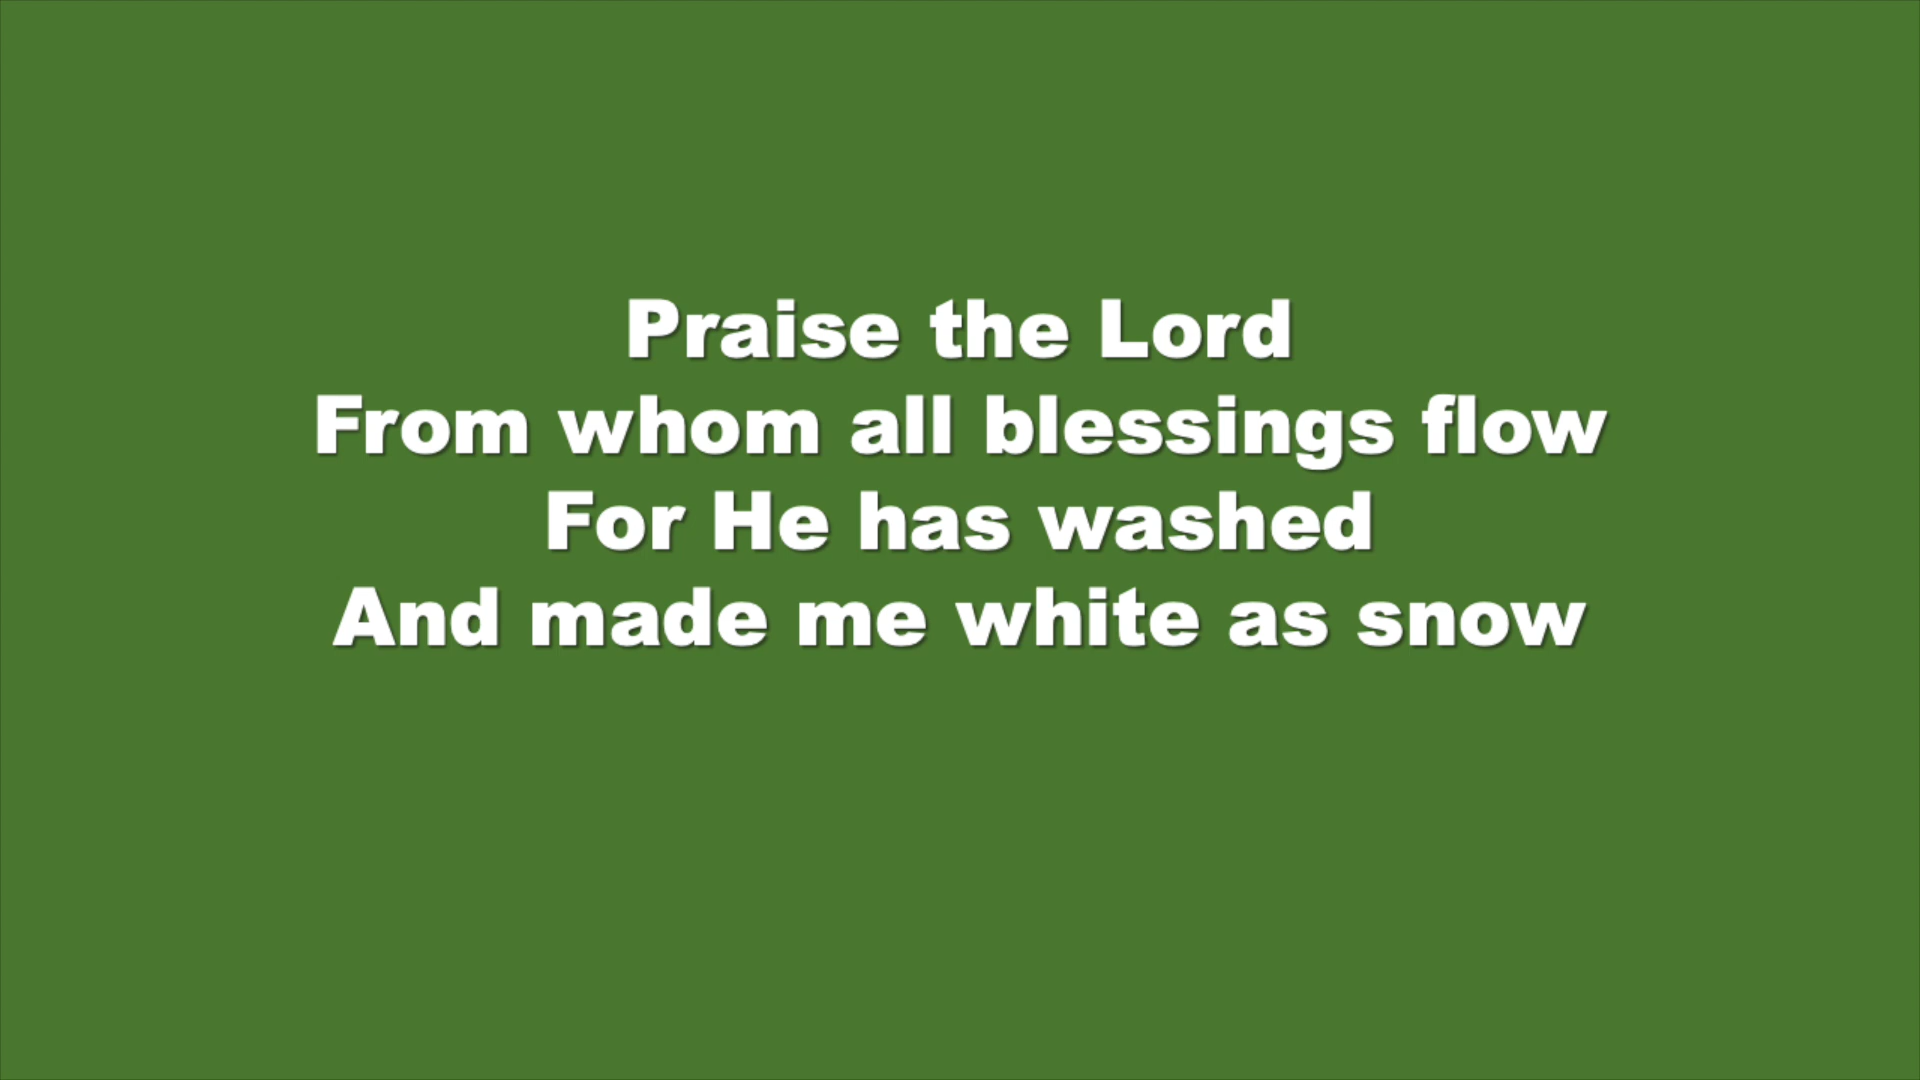 Praise the Lord
From whom all blessings flow
For He has washed
And made me white as snow